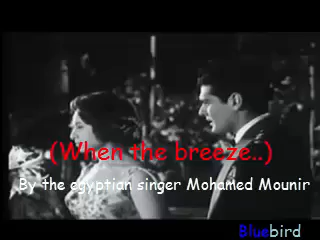 (When the breeze..)
By the egyptian singer Mohamed Mounir
Bluebird